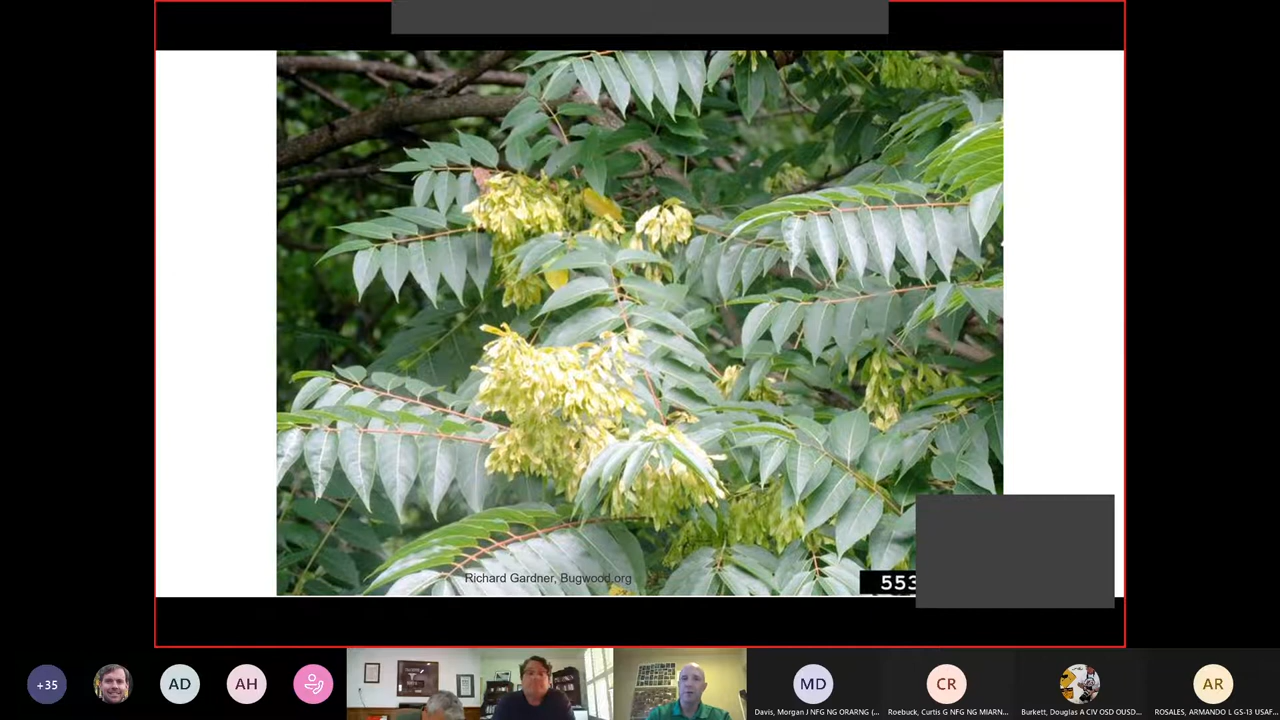 Richard Gardner, Bugwood.org
553
+35
AD
AH
MD
CR
AR
Davis, Morgan J NFG NG ORARNG (...
Roebuck, Curtis G NFG NG MIARN...
Burkett, Douglas A CIV OSD OUSD...
ROSALES, ARMANDO L GS-13 USAF...